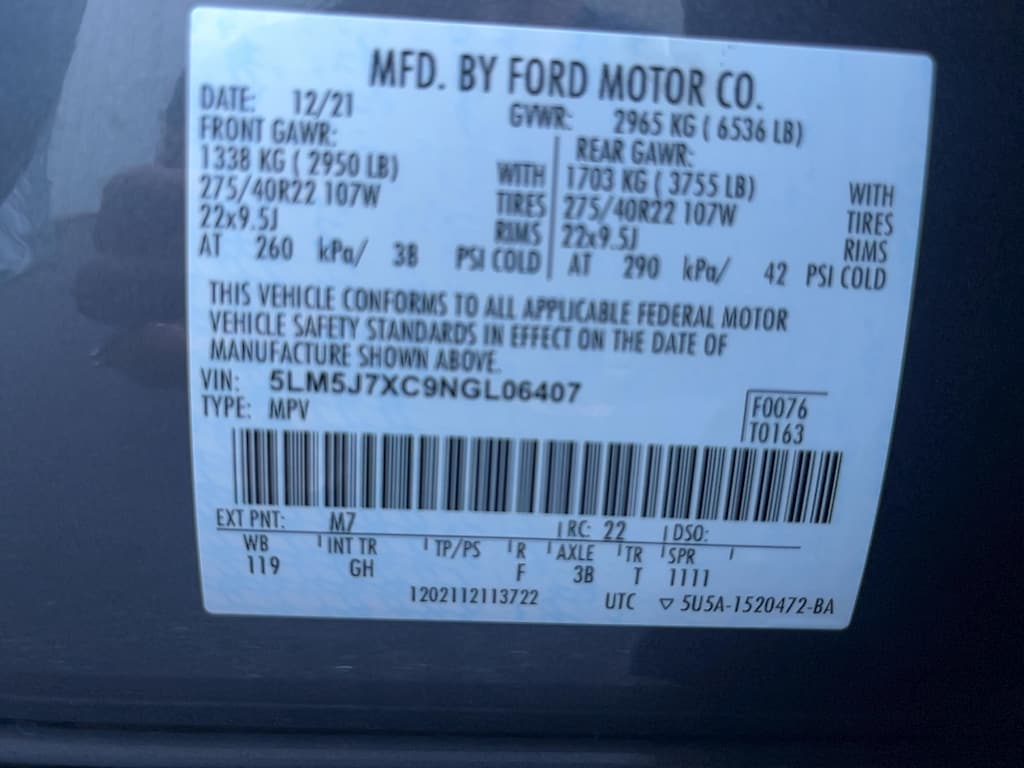 MFD. BY FORD MOTOR CO.
DATE: 12/21 GVWR: 2965 KG ( 6536 LB)
FRONT GAWR: REAR GAWR:
1338 KG ( 2950 LB) WITH 1703 KG ( 3755 LB) WITH
275/40R22 107W TIRES 275/40R22 107W TIRES
22x9.5J RIMS 22x9.5J RIMS
AT 260 kPa/ 38 PSI COLD AT 290 kPa/ 42 PSI COLD
THIS VEHICLE CONFORMS TO ALL APPLICABLE FEDERAL MOTOR
VEHICLE SAFETY STANDARDS IN EFFECT ON THE DATE OF
MANUFACTURE SHOWN ABOVE.
VIN: 5LM5J7XC9NGL06407
TYPE: MPV F0076
T0163
EXT PNT: M7 RC: 22 DSO:
WB INT TR TP/PS R AXLE TR SPR
119 GH F 3B T 1111
1202112113722 UTC ▽ 5U5A-1520472-BA